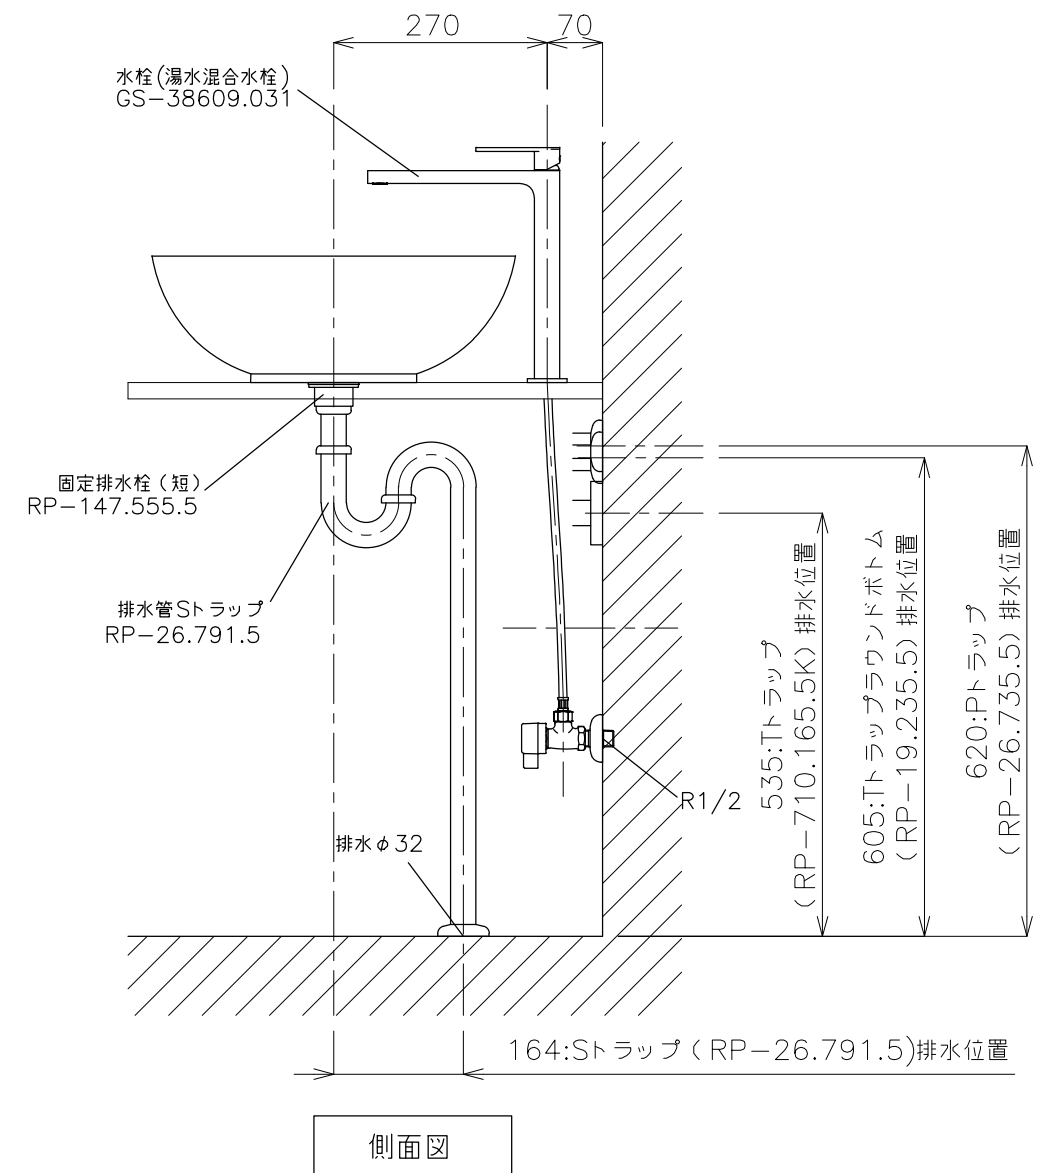 270
70
水栓(湯水混合水栓)
GS-38609.031
固定排水栓(短)
RP-147.555.5
排水管Sトラップ
RP-26.791.5
535:Tトラップ
(RP-710.165.5K) 排水位置
605:Tトラップラウンドボトム
(RP-19.235.5) 排水位置
620:Pトラップ
(RP-26.735.5) 排水位置
R1/2
排水φ32
164:Sトラップ(RP-26.791.5)排水位置
側面図